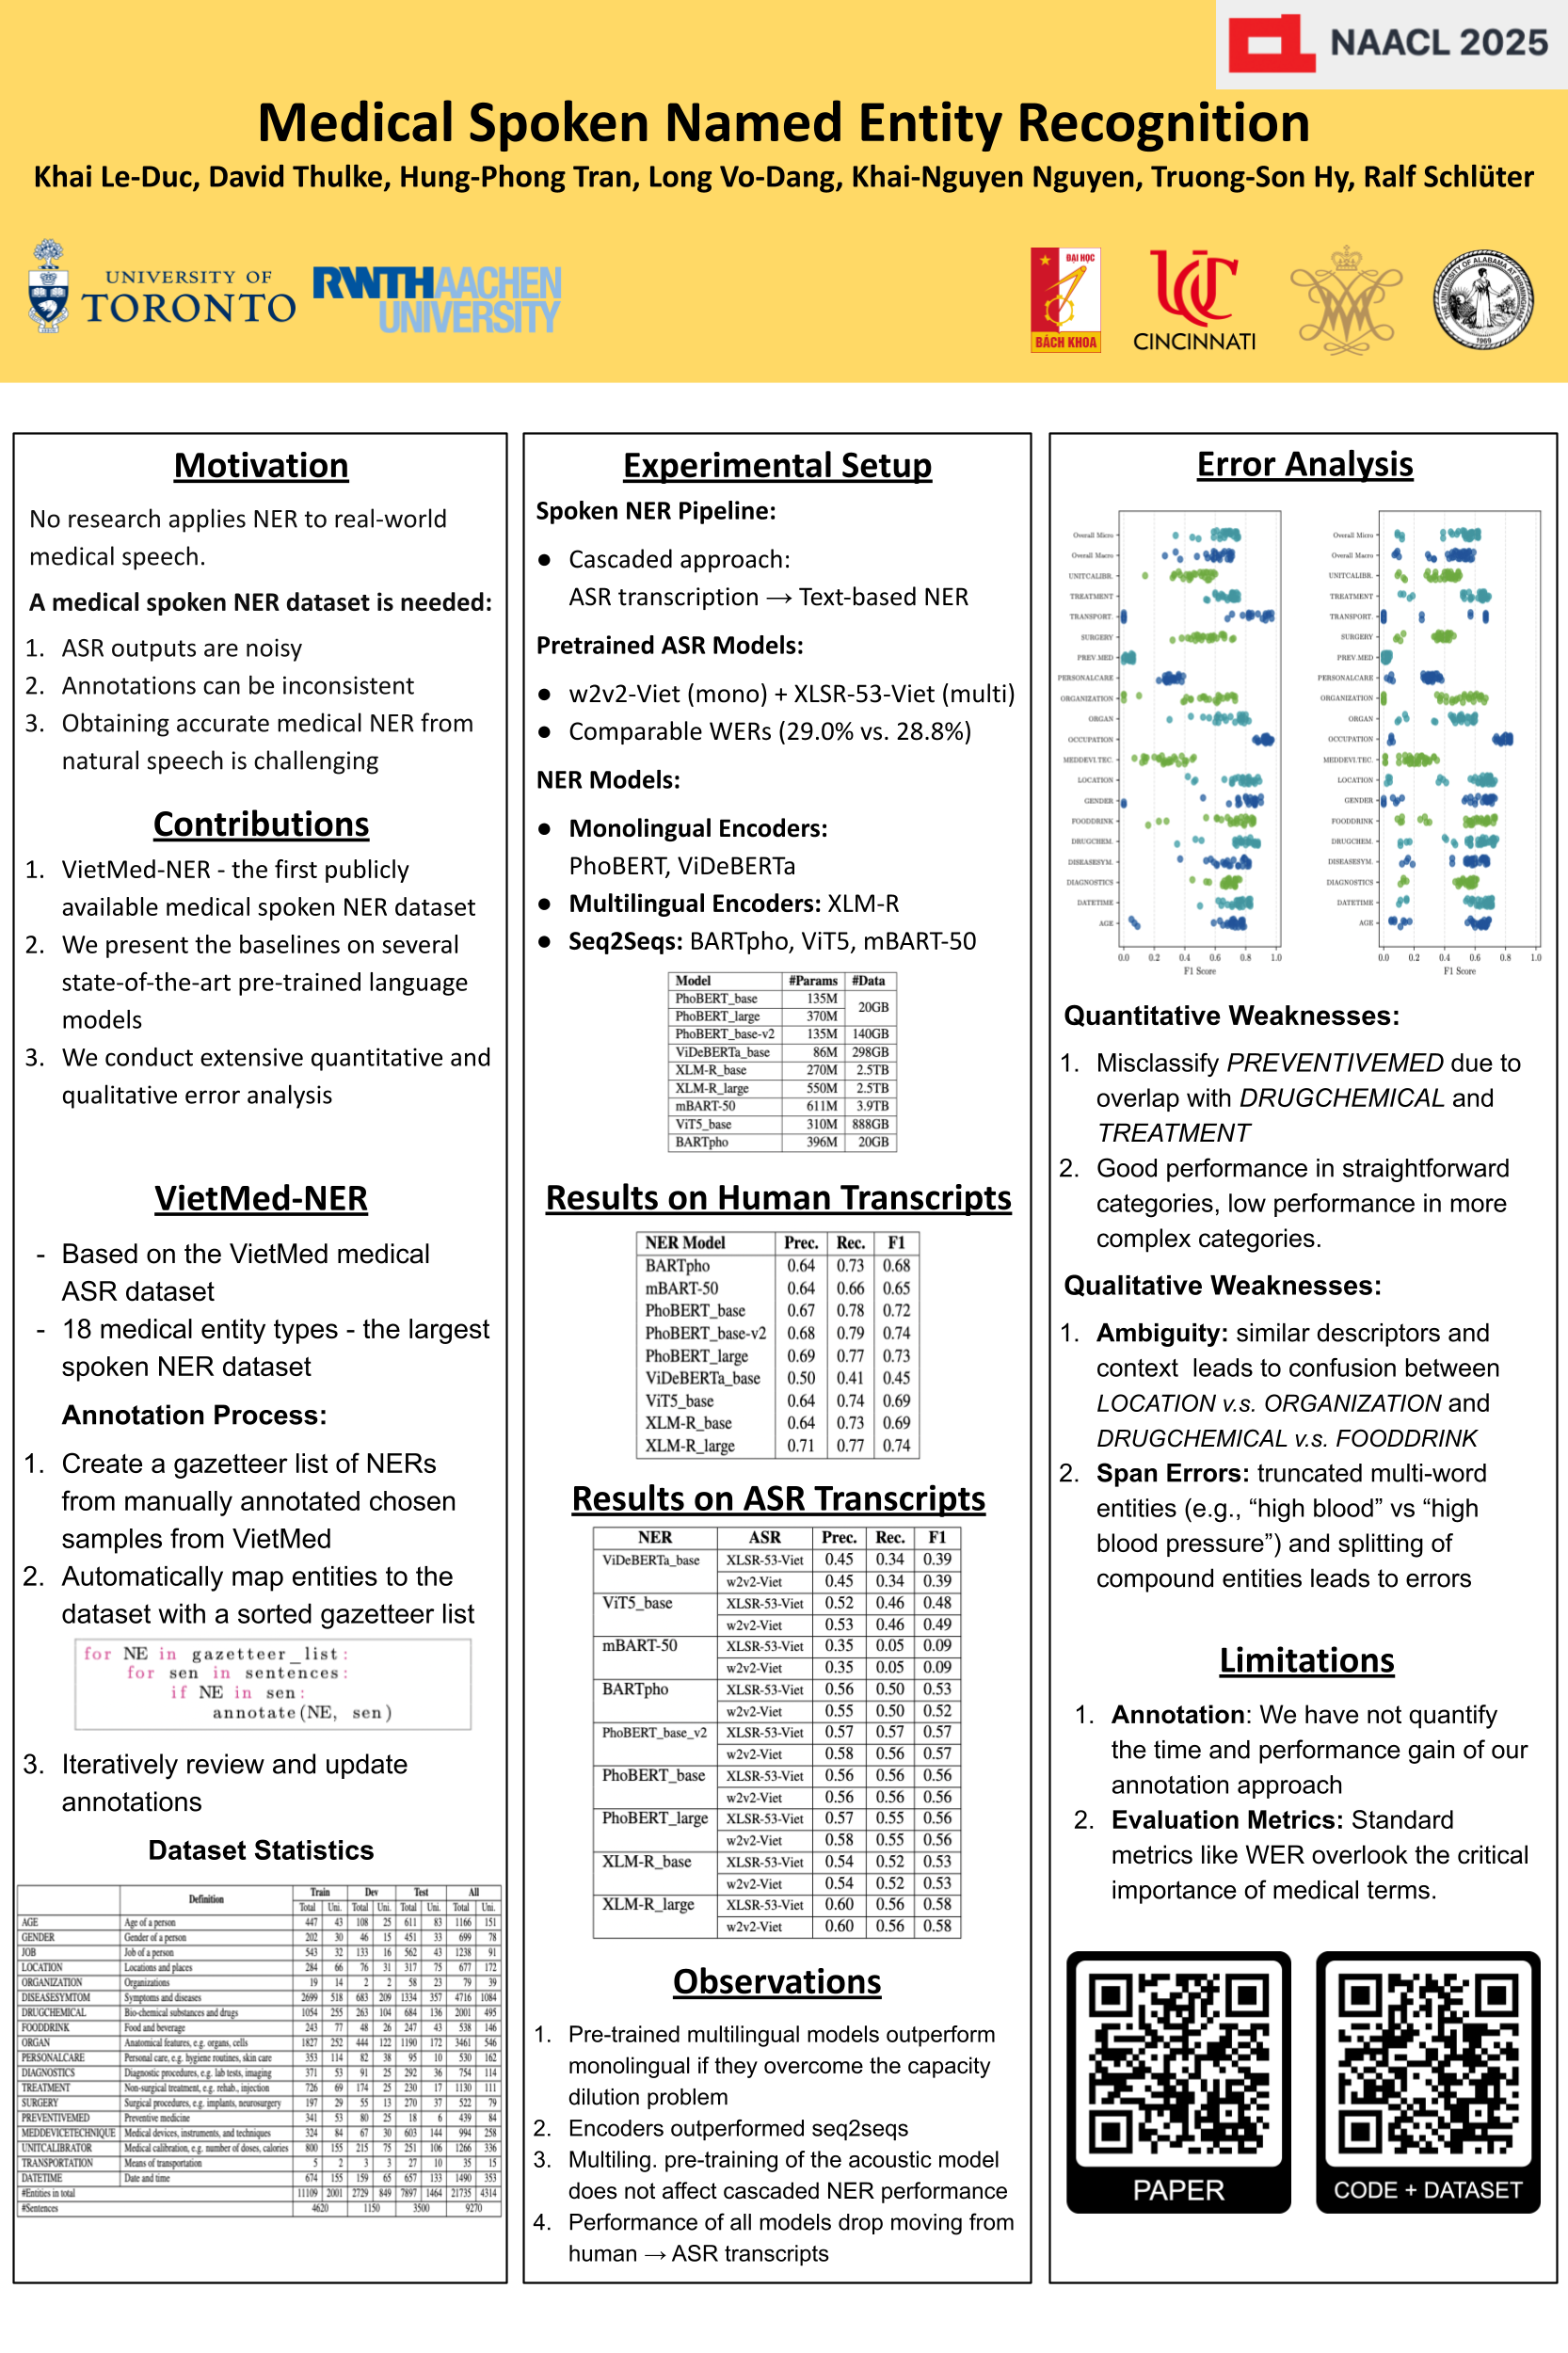 NAACL 2025
Medical Spoken Named Entity Recognition
Khai Le-Duc, David Thulke, Hung-Phong Tran, Long Vo-Dang, Khai-Nguyen Nguyen, Truong-Son Hy, Ralf Schlüter
UNIVERSITY OF
TORONTO
RWTHAACHEN
UNIVERSITY
ĐẠI HỌC
BÁCH KHOA
CINCINNATI
THE UNIVERSITY OF ALABAMA AT BIRMINGHAM
1969
Motivation
No research applies NER to real-world
medical speech.
A medical spoken NER dataset is needed:
1. ASR outputs are noisy
2. Annotations can be inconsistent
3. Obtaining accurate medical NER from
natural speech is challenging
Contributions
1. VietMed-NER - the first publicly
available medical spoken NER dataset
2. We present the baselines on several
state-of-the-art pre-trained language
models
3. We conduct extensive quantitative and
qualitative error analysis
VietMed-NER
- Based on the VietMed medical
ASR dataset
- 18 medical entity types - the largest
spoken NER dataset
Annotation Process:
1. Create a gazetteer list of NERs
from manually annotated chosen
samples from VietMed
2. Automatically map entities to the
dataset with a sorted gazetteer list
for NE in gazetteer_list:
for sen in sentences:
if NE in sen:
annotate(NE, sen)
3. Iteratively review and update
annotations
Dataset Statistics
Definition Train Dev Test All
Total Uni. Total Uni. Total Uni. Total Uni.
AGE Age of a person 447 43 108 25 611 83 1166 151
GENDER Gender of a person 202 30 46 15 451 33 699 78
JOB Job of a person 543 32 133 16 562 43 1238 91
LOCATION Locations and places 284 66 76 31 317 75 677 172
ORGANIZATION Organizations 19 14 2 2 58 23 79 39
DISEASESYMTOM Symptoms and diseases 2699 518 683 209 1334 357 4716 1084
DRUGCHEMICAL Bio-chemical substances and drugs 1054 255 263 104 684 136 2001 495
FOODDRINK Food and beverage 243 77 48 26 247 43 538 146
ORGAN Anatomical features, e.g. organs, cells 1827 252 444 122 1190 172 3461 546
PERSONALCARE Personal care, e.g. hygiene routines, skin care 353 114 82 38 95 10 530 162
DIAGNOSTICS Diagnostic procedures, e.g. lab tests, imaging 371 53 91 25 292 36 754 114
TREATMENT Non-surgical treatment, e.g. rehab., injection 726 69 174 25 230 17 1130 111
SURGERY Surgical procedures, e.g. implants, neurosurgery 197 29 55 13 270 37 522 79
PREVENTIVEMED Preventive medicine 341 53 80 25 18 6 439 84
MEDDEVICETECHNIQUE Medical devices, instruments, and techniques 324 84 67 30 603 144 994 258
UNITCALIBRATOR Medical calibration, e.g. number of doses, calories 800 155 215 75 251 106 1266 336
TRANSPORTATION Means of transportation 5 2 3 3 27 10 35 15
DATETIME Date and time 674 155 159 65 657 133 1490 353
#Entities in total 11109 2001 2729 849 7897 1464 21735 4314
#Sentences 4620 1150 3500 9270
Experimental Setup
Spoken NER Pipeline:
● Cascaded approach:
ASR transcription → Text-based NER
Pretrained ASR Models:
● w2v2-Viet (mono) + XLSR-53-Viet (multi)
● Comparable WERs (29.0% vs. 28.8%)
NER Models:
● Monolingual Encoders:
PhoBERT, ViDeBERTa
● Multilingual Encoders: XLM-R
● Seq2Seqs: BARTpho, ViT5, mBART-50
Model #Params #Data
PhoBERT_base 135M 20GB
PhoBERT_large 370M
PhoBERT_base-v2 135M 140GB
ViDeBERTa_base 86M 298GB
XLM-R_base 270M 2.5TB
XLM-R_large 550M 2.5TB
mBART-50 611M 3.9TB
ViT5_base 310M 888GB
BARTpho 396M 20GB
Results on Human Transcripts
NER Model Prec. Rec. F1
BARTpho 0.64 0.73 0.68
mBART-50 0.64 0.66 0.65
PhoBERT_base 0.67 0.78 0.72
PhoBERT_base-v2 0.68 0.79 0.74
PhoBERT_large 0.69 0.77 0.73
ViDeBERTa_base 0.50 0.41 0.45
ViT5_base 0.64 0.74 0.69
XLM-R_base 0.64 0.73 0.69
XLM-R_large 0.71 0.77 0.74
Results on ASR Transcripts
NER ASR Prec. Rec. F1
ViDeBERTa_base XLSR-53-Viet 0.45 0.34 0.39
w2v2-Viet 0.45 0.34 0.39
ViT5_base XLSR-53-Viet 0.52 0.46 0.48
w2v2-Viet 0.53 0.46 0.49
mBART-50 XLSR-53-Viet 0.35 0.05 0.09
w2v2-Viet 0.35 0.05 0.09
BARTpho XLSR-53-Viet 0.56 0.50 0.53
w2v2-Viet 0.55 0.50 0.52
PhoBERT_base_v2 XLSR-53-Viet 0.57 0.57 0.57
w2v2-Viet 0.58 0.56 0.57
PhoBERT_base XLSR-53-Viet 0.56 0.56 0.56
w2v2-Viet 0.56 0.56 0.56
PhoBERT_large XLSR-53-Viet 0.57 0.55 0.56
w2v2-Viet 0.58 0.55 0.56
XLM-R_base XLSR-53-Viet 0.54 0.52 0.53
w2v2-Viet 0.54 0.52 0.53
XLM-R_large XLSR-53-Viet 0.60 0.56 0.58
w2v2-Viet 0.60 0.56 0.58
Observations
1. Pre-trained multilingual models outperform
monolingual if they overcome the capacity
dilution problem
2. Encoders outperformed seq2seqs
3. Multiling. pre-training of the acoustic model
does not affect cascaded NER performance
4. Performance of all models drop moving from
human → ASR transcripts
Error Analysis
Overall Micro
Overall Macro
UNITCALIBR.
TREATMENT
TRANSPORT.
SURGERY
PREV.MED
PERSONALCARE
ORGANIZATION
ORGAN
OCCUPATION
MEDDEVI.TEC.
LOCATION
GENDER
FOODDRINK
DRUGCHEM.
DISEASESYM.
DIAGNOSTICS
DATETIME
AGE
0.0 0.2 0.4 0.6 0.8 1.0
F1 Score
Overall Micro
Overall Macro
UNITCALIBR.
TREATMENT
TRANSPORT.
SURGERY
PREV.MED
PERSONALCARE
ORGANIZATION
ORGAN
OCCUPATION
MEDDEVI.TEC.
LOCATION
GENDER
FOODDRINK
DRUGCHEM.
DISEASESYM.
DIAGNOSTICS
DATETIME
AGE
0.0 0.2 0.4 0.6 0.8 1.0
F1 Score
Quantitative Weaknesses:
1. Misclassify PREVENTIVEMED due to
overlap with DRUGCHEMICAL and
TREATMENT
2. Good performance in straightforward
categories, low performance in more
complex categories.
Qualitative Weaknesses:
1. Ambiguity: similar descriptors and
context leads to confusion between
LOCATION v.s. ORGANIZATION and
DRUGCHEMICAL v.s. FOODDRINK
2. Span Errors: truncated multi-word
entities (e.g., “high blood” vs “high
blood pressure”) and splitting of
compound entities leads to errors
Limitations
1. Annotation: We have not quantify
the time and performance gain of our
annotation approach
2. Evaluation Metrics: Standard
metrics like WER overlook the critical
importance of medical terms.
PAPER
CODE + DATASET